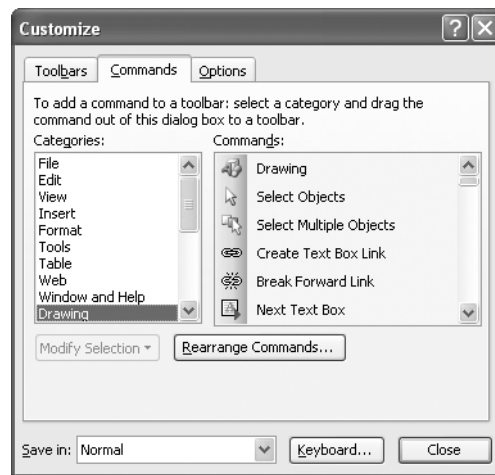 Customize
Toolbars Commands Options
To add a command to a toolbar: select a category and drag the
command out of this dialog box to a toolbar.
Categories:
File
Edit
View
Insert
Format
Tools
Table
Web
Window and Help
Drawing
Commands:
Drawing
Select Objects
Select Multiple Objects
Create Text Box Link
Break Forward Link
Next Text Box
Modify Selection Rearrange Commands...
Save in: Normal Keyboard... Close